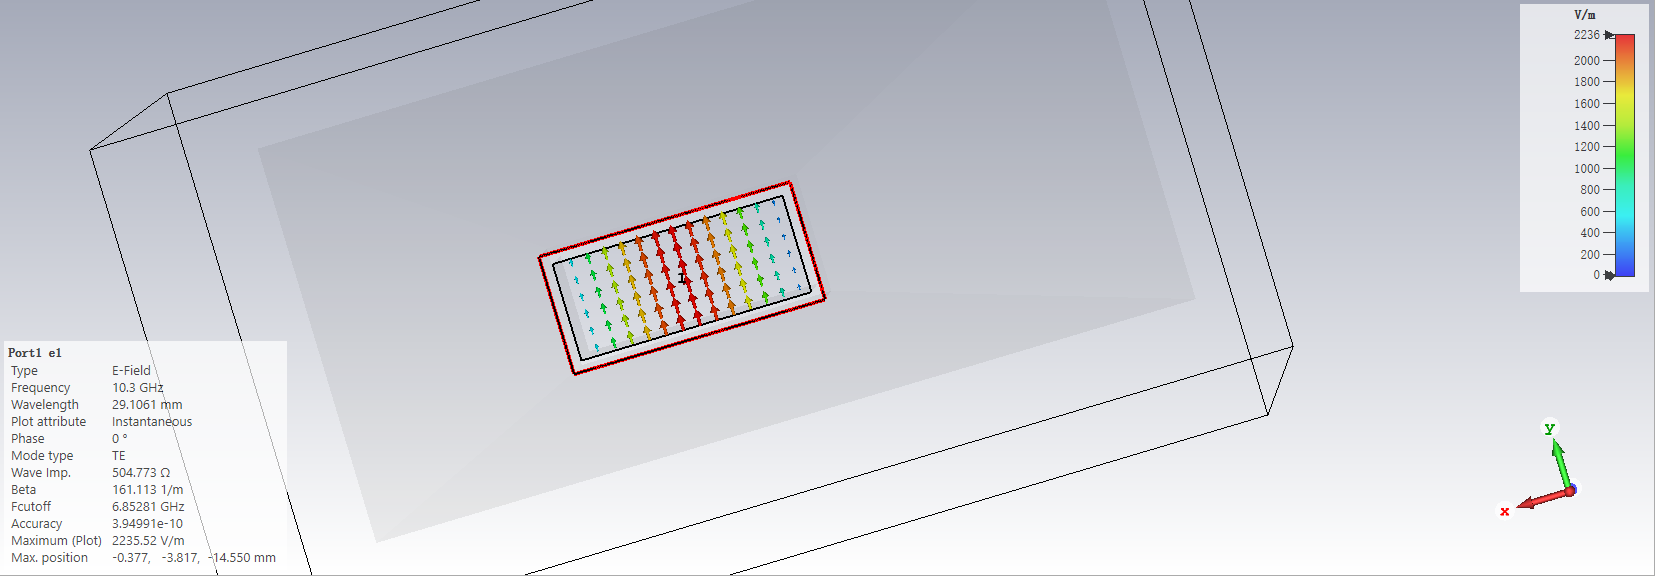 V/m
2236
2000
1800
1600
1400
1200
1000
800
600
400
200
0
1
Port1 e1
Type E-Field
Frequency 10.3 GHz
Wavelength 29.1061 mm
Plot attribute Instantaneous
Phase 0 °
Mode type TE
Wave Imp. 504.773 Ω
Beta 161.113 1/m
Fcutoff 6.85281 GHz
Accuracy 3.94991e-10
Maximum (Plot) 2235.52 V/m
Max. position -0.377, -3.817, -14.550 mm
y
x